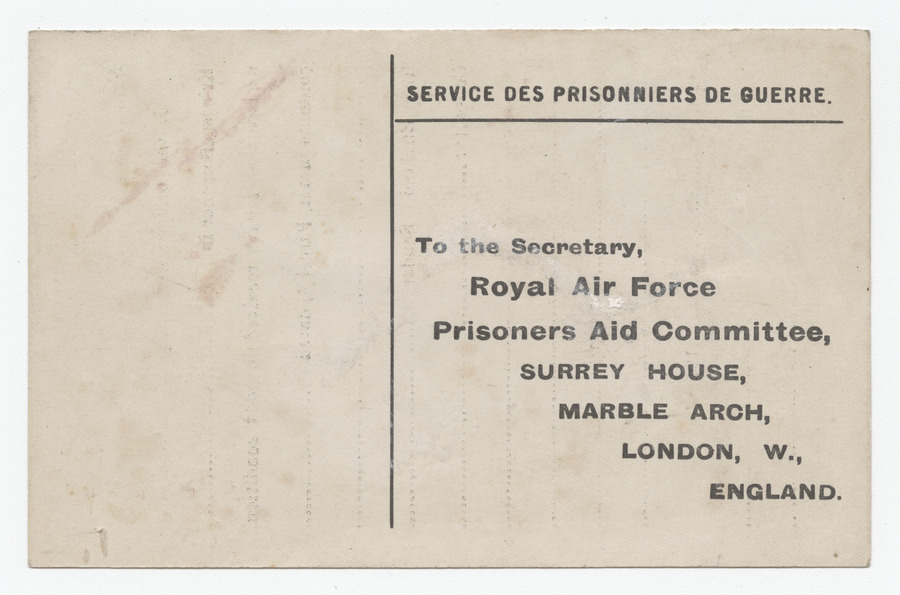 SERVICE DES PRISONNIERS DE GUERRE.
To the Secretary,
Royal Air Force
Prisoners Aid Committee,
SURREY HOUSE,
MARBLE ARCH,
LONDON, W.,
ENGLAND.